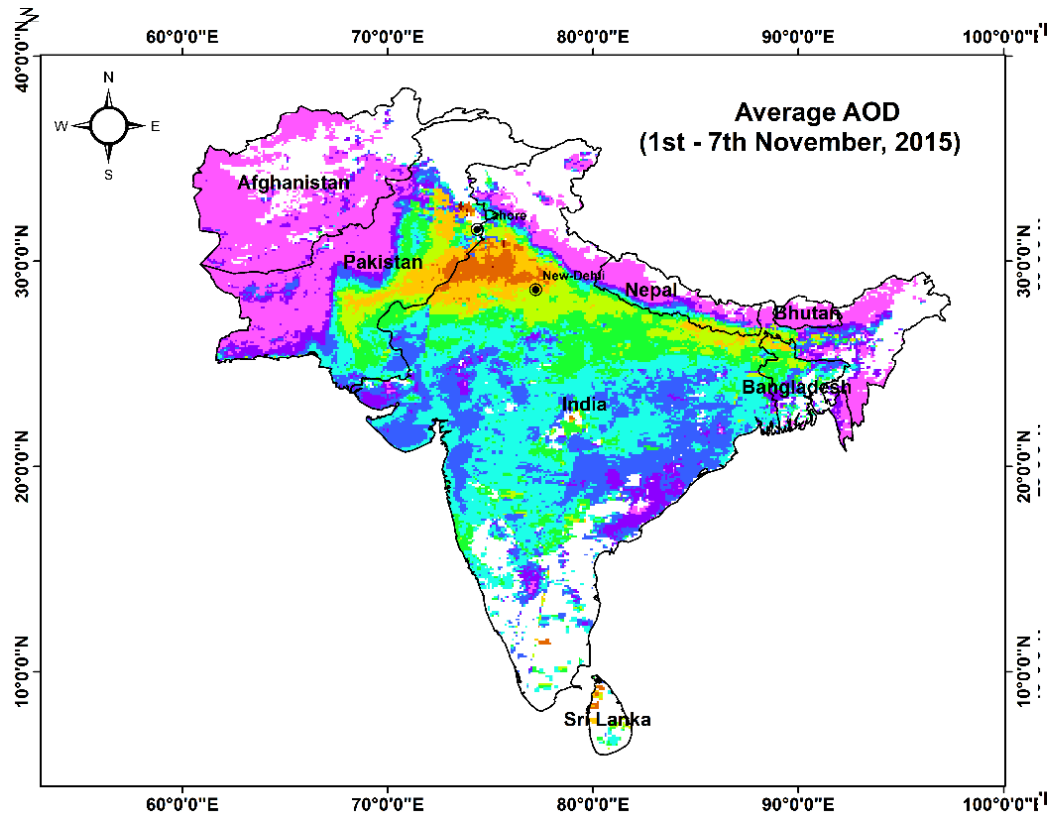 60°0'0"E 70°0'0"E 80°0'0"E 90°0'0"E 100°0'0"E
40°0'0"N
N
W E
S
Average AOD
(1st - 7th November, 2015)
Afghanistan
Lahore
30°0'0"N 30°0'0"N
Pakistan
New-Dehli
Nepal
Bhutan
Bangladesh
India
20°0'0"N 20°0'0"N
10°0'0"N 10°0'0"N
Sri Lanka
60°0'0"E 70°0'0"E 80°0'0"E 90°0'0"E 100°0'0"E